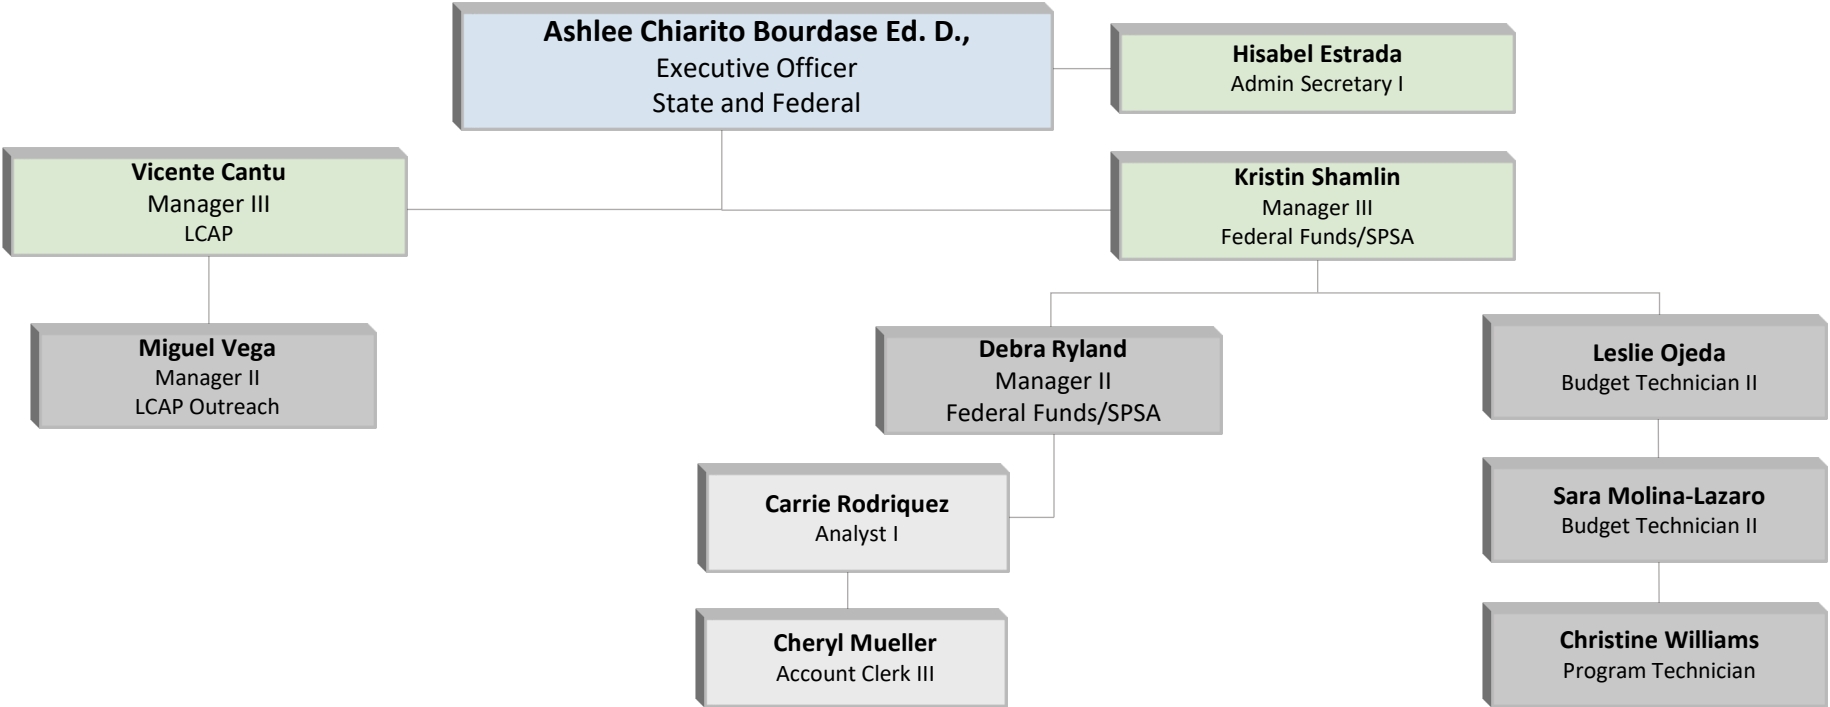 Ashlee Chiarito Bourdase Ed. D.,
Executive Officer
State and Federal
Hisabel Estrada
Admin Secretary I
Vicente Cantu
Manager III
LCAP
Kristin Shamlin
Manager III
Federal Funds/SPSA
Miguel Vega
Manager II
LCAP Outreach
Debra Ryland
Manager II
Federal Funds/SPSA
Leslie Ojeda
Budget Technician II
Carrie Rodriquez
Analyst I
Sara Molina-Lazaro
Budget Technician II
Cheryl Mueller
Account Clerk III
Christine Williams
Program Technician